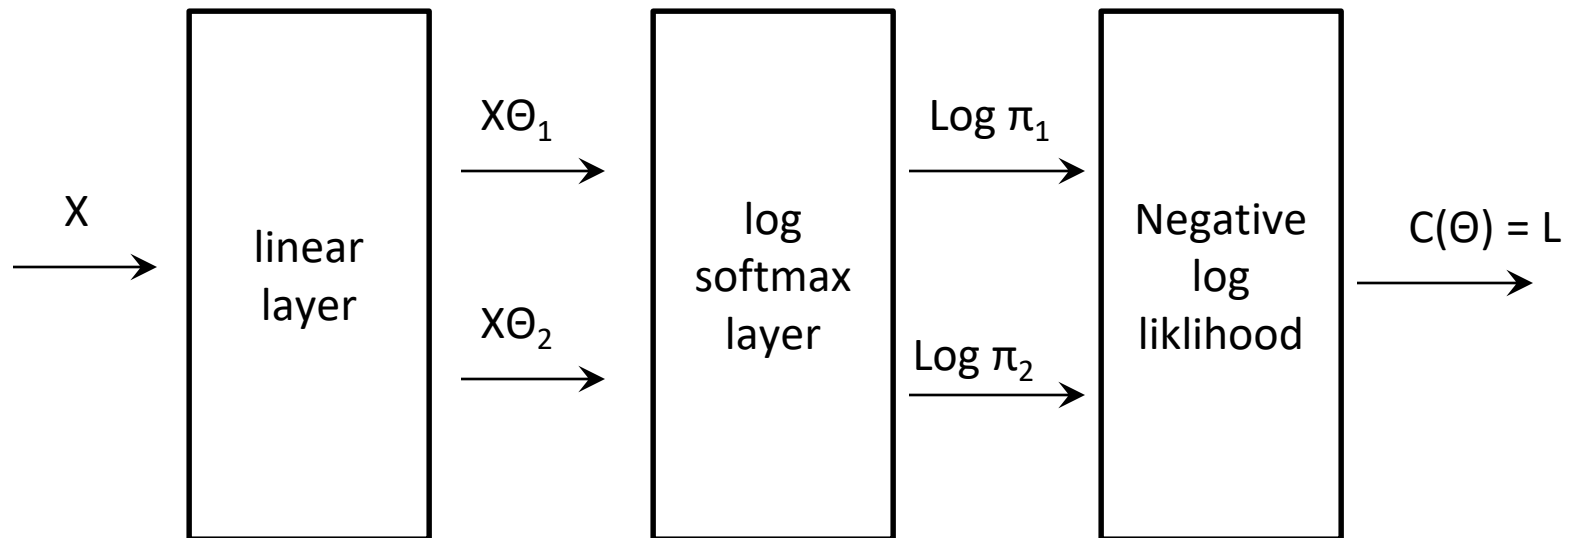 X
linear
layer
XΘ₁
XΘ₂
log
softmax
layer
Log π₁
Log π₂
Negative
log
liklihood
C(Θ) = L